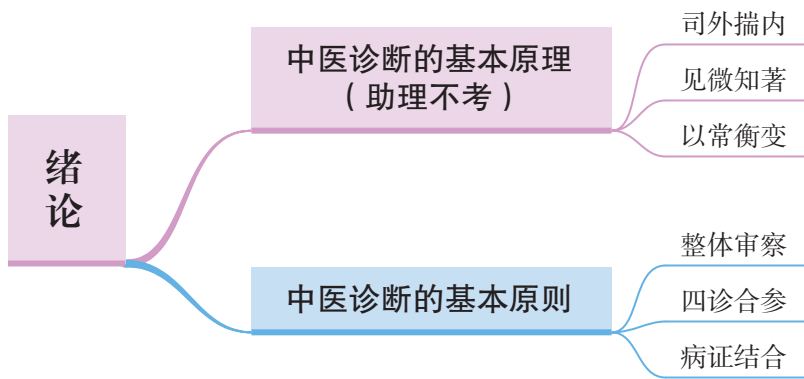 绪
论
中医诊断的基本原理
（助理不考）
司外揣内
见微知著
以常衡变
中医诊断的基本原则
整体审察
四诊合参
病证结合